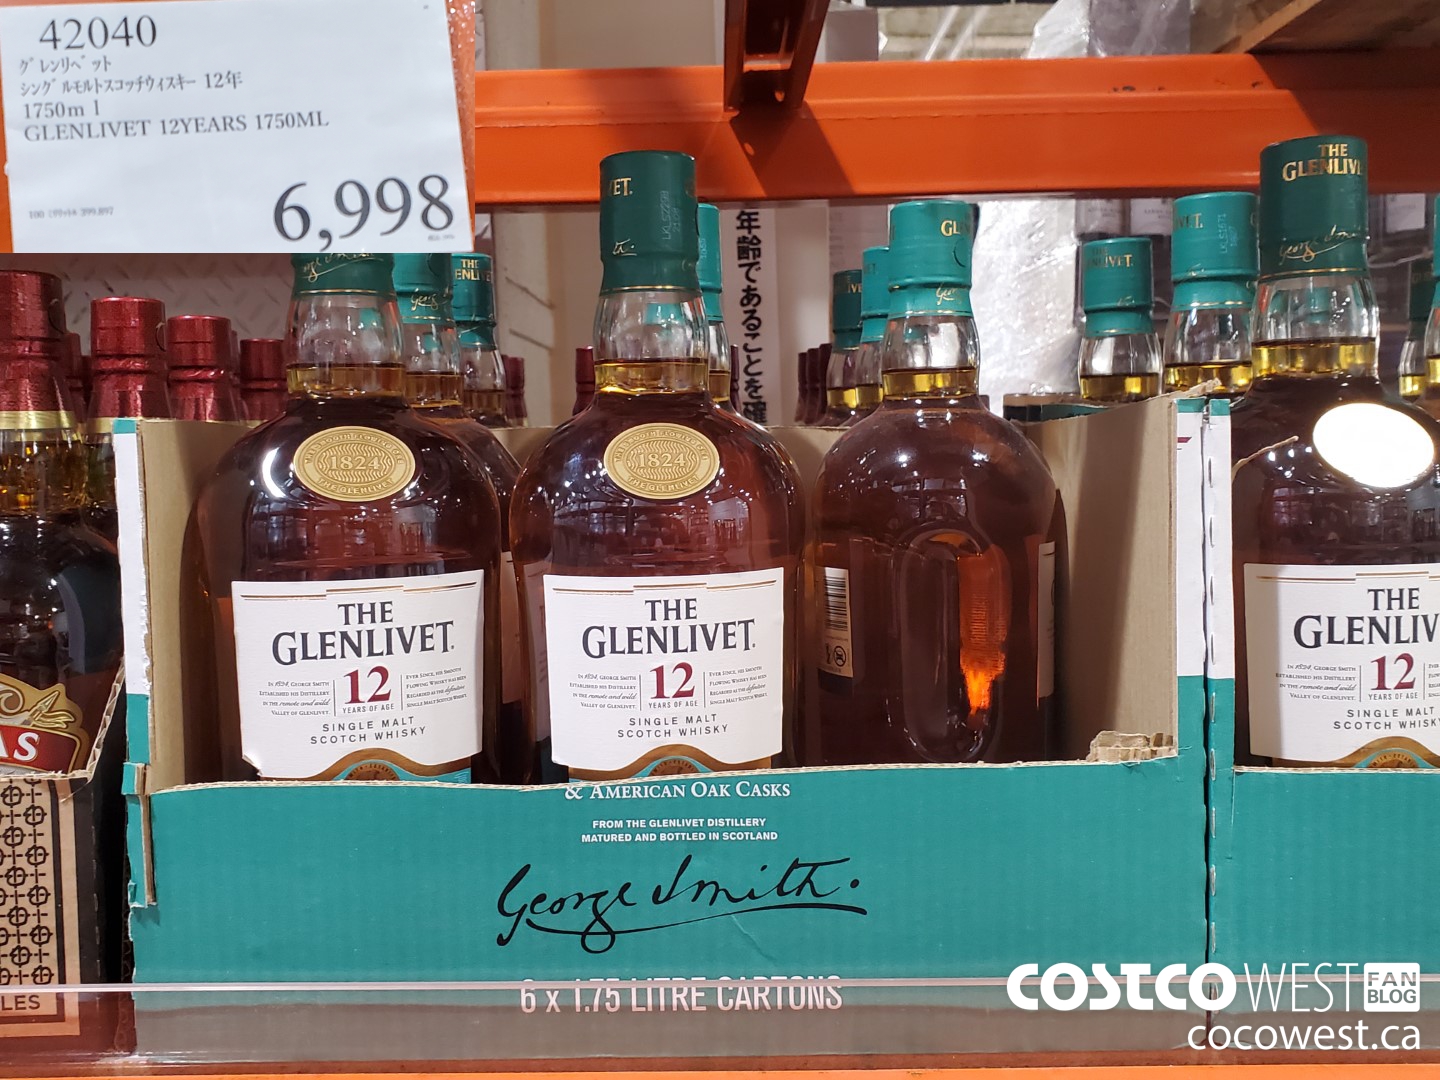 42040
グレンリベット
シングルモルトスコッチウィスキー 12年
1750ml
GLENLIVET 12YEARS 1750ML
6,998
年齢であることを確
THE
GLENLIV
1824
1824
THE
GLENLIVET.
12
YEARS OF AGE
SINGLE MALT
SCOTCH WHISKY
THE
GLENLIVET.
12
YEARS OF AGE
SINGLE MALT
SCOTCH WHISKY
THE
GLENLIV
12
YEARS OF AGE
SINGLE MALT
SCOTCH WHISKY
AS
LES
& AMERICAN OAK CASKS
FROM THE GLENLIVET DISTILLERY
MATURED AND BOTTLED IN SCOTLAND
George Smith.
6 x 1.75 LITRE CARTONS
COSTCO WEST FAN BLOG
cocowest.ca